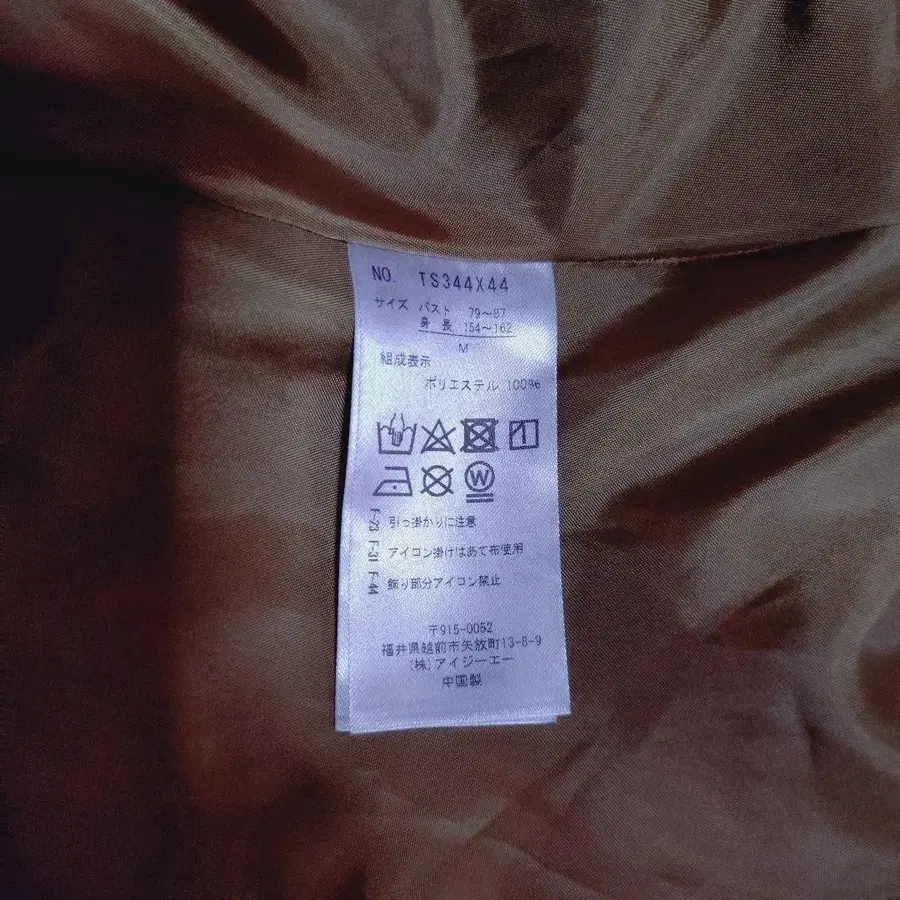 NO. TS344X44
サイズ バスト 79～87
身 長 154～162
M
組成表示
ポリエステル 100%
W
F-23 引っ掛かりに注意
F-31 アイロン掛けはあて布使用
F-44 飾り部分アイロン禁止
〒915-0052
福井県越前市矢放町13-8-9
(株)アイジーエー
中国製